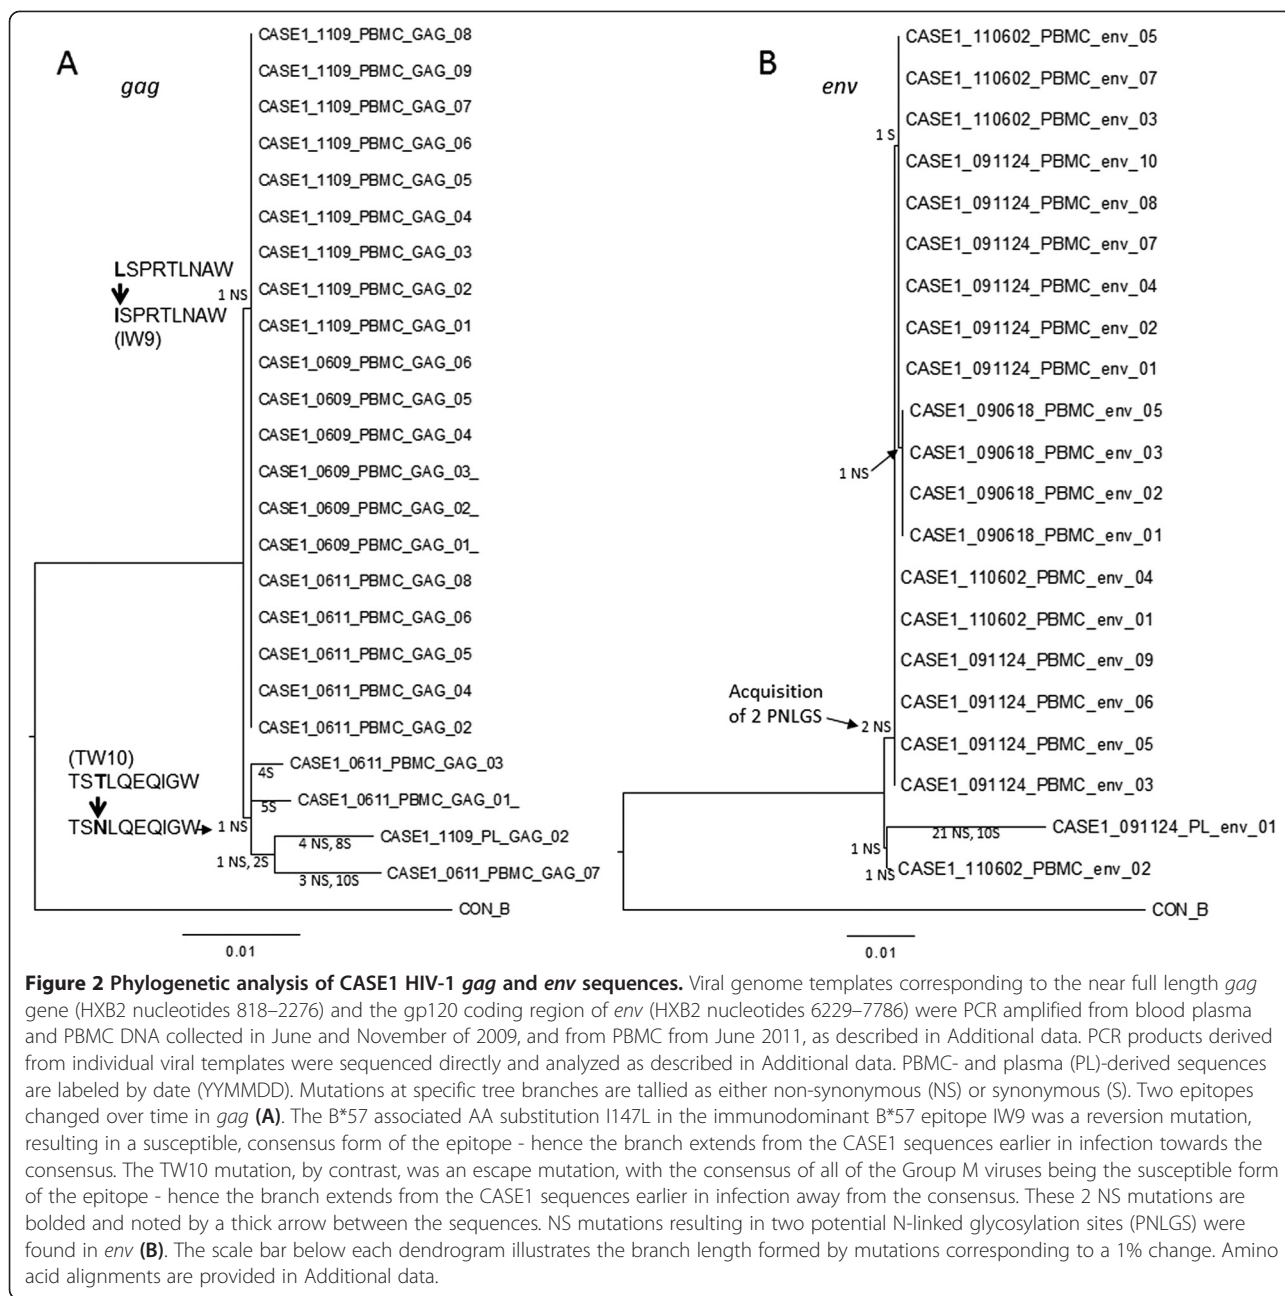 A
gag
CASE1_1109_PBMC_GAG_08
CASE1_1109_PBMC_GAG_09
CASE1_1109_PBMC_GAG_07
CASE1_1109_PBMC_GAG_06
CASE1_1109_PBMC_GAG_05
CASE1_1109_PBMC_GAG_04
CASE1_1109_PBMC_GAG_03
CASE1_1109_PBMC_GAG_02
CASE1_1109_PBMC_GAG_01
CASE1_0609_PBMC_GAG_06
CASE1_0609_PBMC_GAG_05
CASE1_0609_PBMC_GAG_04
CASE1_0609_PBMC_GAG_03_
CASE1_0609_PBMC_GAG_02_
CASE1_0609_PBMC_GAG_01_
CASE1_0611_PBMC_GAG_08
CASE1_0611_PBMC_GAG_06
CASE1_0611_PBMC_GAG_05
CASE1_0611_PBMC_GAG_04
CASE1_0611_PBMC_GAG_02
CASE1_0611_PBMC_GAG_03
CASE1_0611_PBMC_GAG_01_
CASE1_1109_PL_GAG_02
CASE1_0611_PBMC_GAG_07
CON_B
LSPRTLNAW
ISPRTLNAW
(IW9)
1 NS
(TW10)
TSTLQEQIGW
TSNLQEQIGW
1 NS
4S
5S
1 NS, 2S
4 NS, 8S
3 NS, 10S
0.01
B
env
CASE1_110602_PBMC_env_05
CASE1_110602_PBMC_env_07
CASE1_110602_PBMC_env_03
CASE1_091124_PBMC_env_10
CASE1_091124_PBMC_env_08
CASE1_091124_PBMC_env_07
CASE1_091124_PBMC_env_04
CASE1_091124_PBMC_env_02
CASE1_091124_PBMC_env_01
CASE1_090618_PBMC_env_05
CASE1_090618_PBMC_env_03
CASE1_090618_PBMC_env_02
CASE1_090618_PBMC_env_01
CASE1_110602_PBMC_env_04
CASE1_110602_PBMC_env_01
CASE1_091124_PBMC_env_09
CASE1_091124_PBMC_env_06
CASE1_091124_PBMC_env_05
CASE1_091124_PBMC_env_03
CASE1_091124_PL_env_01
CASE1_110602_PBMC_env_02
CON_B
1 S
1 NS
Acquisition
of 2 PNLGS
2 NS
21 NS, 10S
1 NS
1 NS
0.01
Figure 2 Phylogenetic analysis of CASE1 HIV-1 gag and env sequences. Viral genome templates corresponding to the near full length gag
gene (HXB2 nucleotides 818–2276) and the gp120 coding region of env (HXB2 nucleotides 6229–7786) were PCR amplified from blood plasma
and PBMC DNA collected in June and November of 2009, and from PBMC from June 2011, as described in Additional data. PCR products derived
from individual viral templates were sequenced directly and analyzed as described in Additional data. PBMC- and plasma (PL)-derived sequences
are labeled by date (YYMMDD). Mutations at specific tree branches are tallied as either non-synonymous (NS) or synonymous (S). Two epitopes
changed over time in gag (A). The B*57 associated AA substitution I147L in the immunodominant B*57 epitope IW9 was a reversion mutation,
resulting in a susceptible, consensus form of the epitope - hence the branch extends from the CASE1 sequences earlier in infection towards the
consensus. The TW10 mutation, by contrast, was an escape mutation, with the consensus of all of the Group M viruses being the susceptible form
of the epitope - hence the branch extends from the CASE1 sequences earlier in infection away from the consensus. These 2 NS mutations are
bolded and noted by a thick arrow between the sequences. NS mutations resulting in two potential N-linked glycosylation sites (PNLGS) were
found in env (B). The scale bar below each dendrogram illustrates the branch length formed by mutations corresponding to a 1% change. Amino
acid alignments are provided in Additional data.